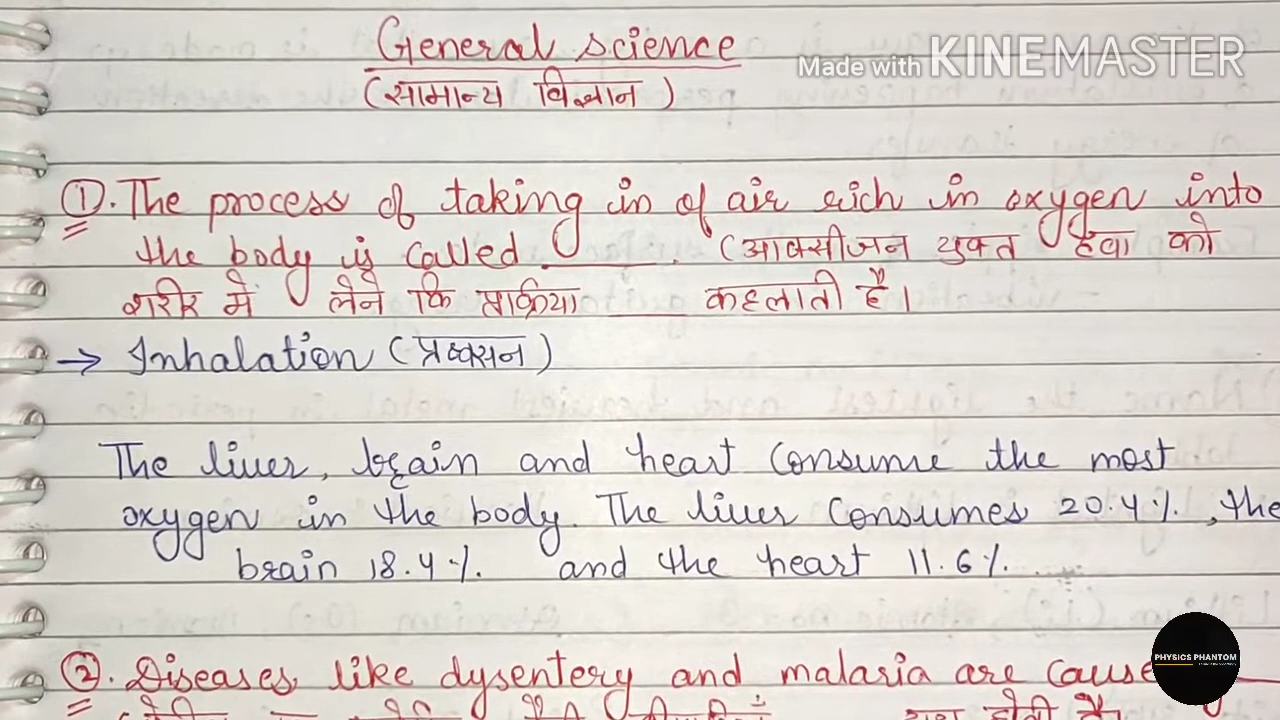 General science
Made with KINEMASTER
(सामान्य विज्ञान)
①. The process of taking in of air rich in oxygen into
the body is called ______. (आक्सीजन युक्त हवा को
शरीर में लेने कि प्रक्रिया ____ कहलाती है।
→ Inhalation (प्रश्वसन)
The liver, brain and heart consume the most
oxygen in the body. The liver consumes 20.4%, the
brain 18.4% and the heart 11.6%.
PHYSICS PHANTOM
②. Diseases like dysentery and malaria are cause